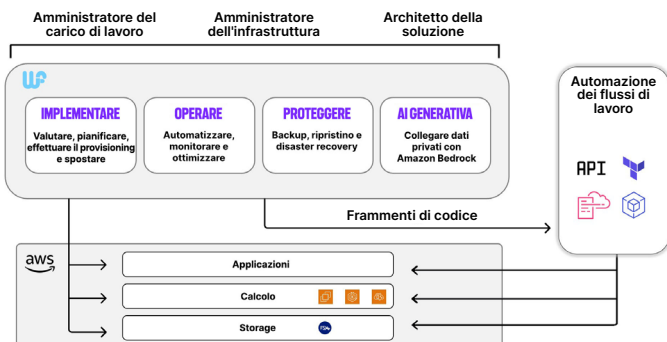 Amministratore del
carico di lavoro
Amministratore
dell'infrastruttura
Architetto della
soluzione
WF
IMPLEMENTARE
Valutare, pianificare,
effettuare il provisioning
e spostare
OPERARE
Automatizzare,
monitorare e
ottimizzare
PROTEGGERE
Backup, ripristino e
disaster recovery
AI GENERATIVA
Collegare dati
privati con
Amazon Bedrock
Automazione
dei flussi di
lavoro
API
Frammenti di codice
aws
Applicazioni
Calcolo
Storage